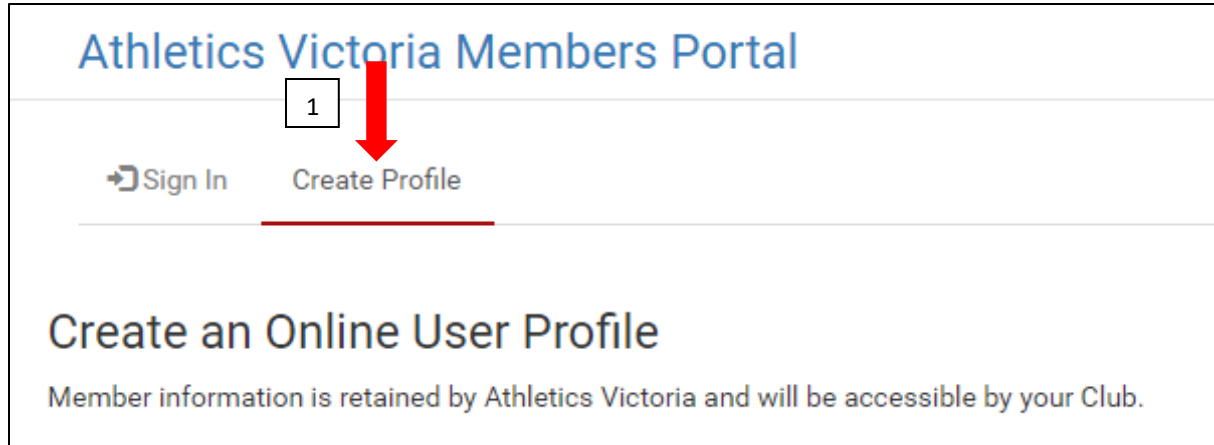 Athletics Victoria Members Portal
1
Sign In Create Profile
Create an Online User Profile
Member information is retained by Athletics Victoria and will be accessible by your Club.